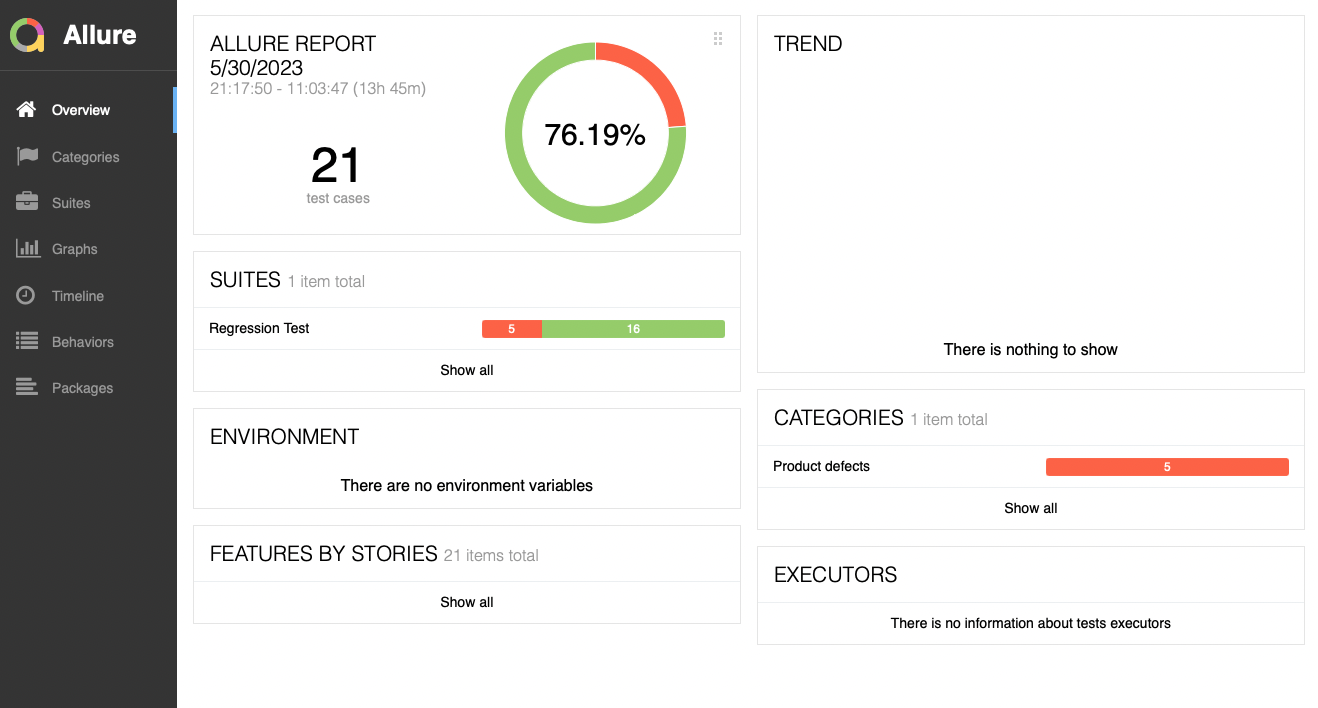 Allure
Overview
Categories
Suites
Graphs
Timeline
Behaviors
Packages
ALLURE REPORT
5/30/2023
21:17:50 - 11:03:47 (13h 45m)
21
test cases
76.19%
SUITES 1 item total
Regression Test 5 16
Show all
ENVIRONMENT
There are no environment variables
FEATURES BY STORIES 21 items total
Show all
TREND
There is nothing to show
CATEGORIES 1 item total
Product defects 5
Show all
EXECUTORS
There is no information about tests executors